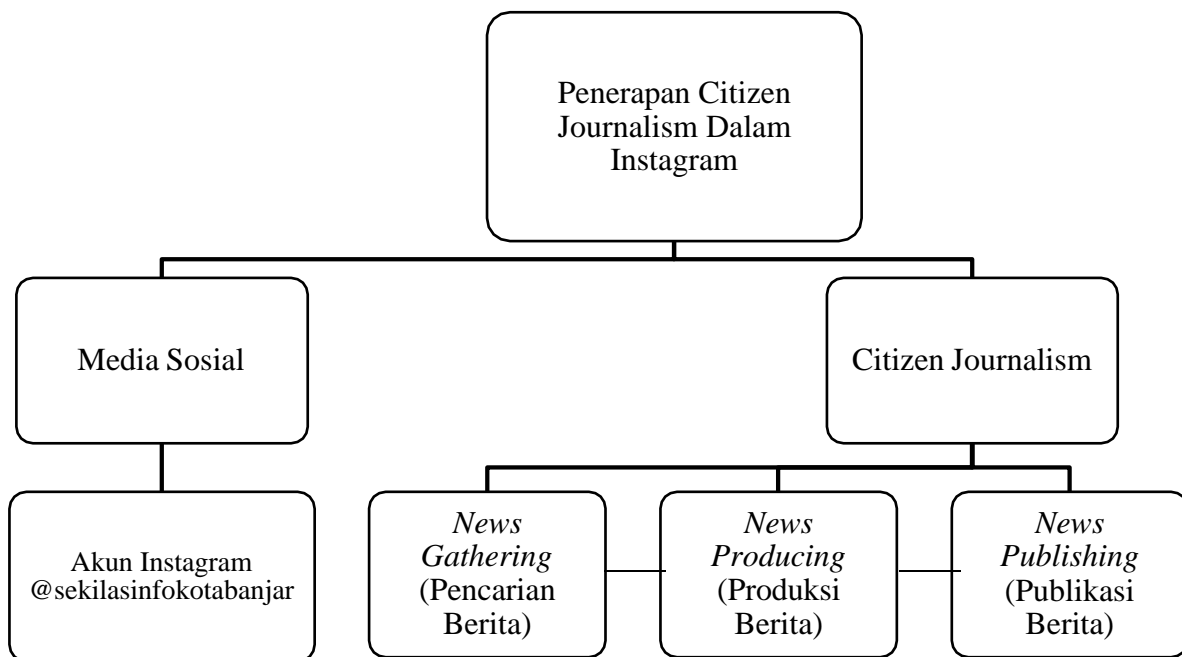 Penerapan Citizen
Journalism Dalam
Instagram
Media Sosial
Citizen Journalism
Akun Instagram
@sekilasinfokotabanjar
News
Gathering
(Pencarian
Berita)
News
Producing
(Produksi
Berita)
News
Publishing
(Publikasi
Berita)